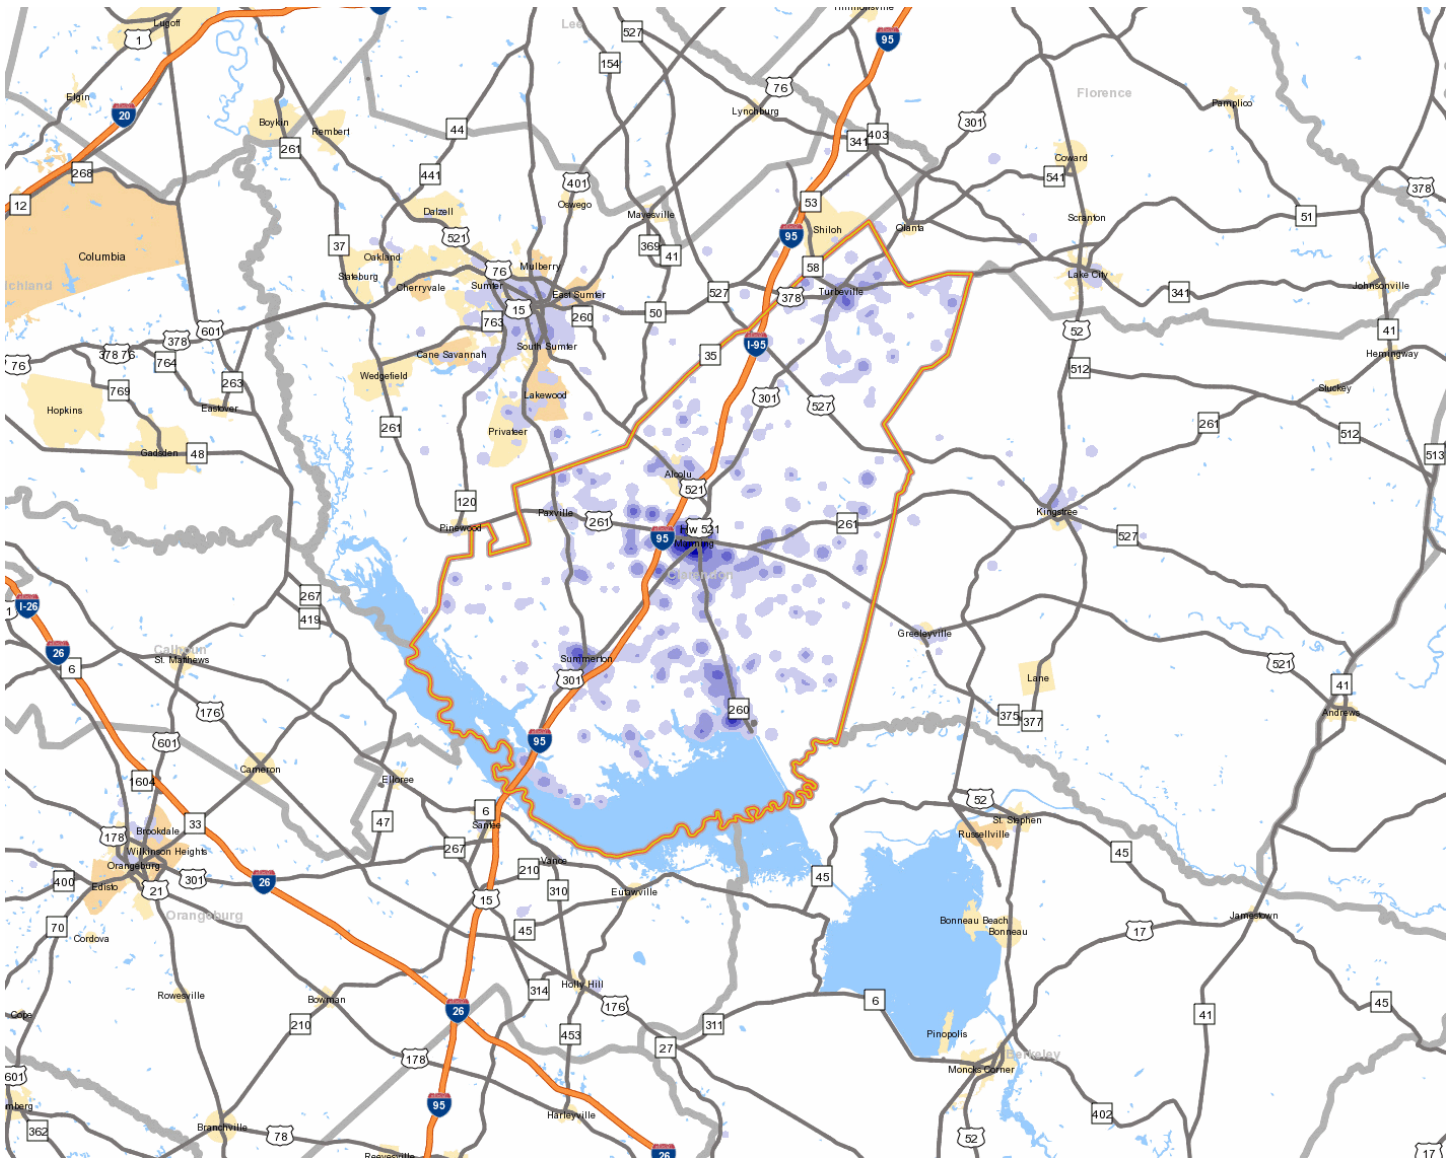 Lugoff
Lee
Timmonsville
1
527
95
154
76
Florence
Elgin
20
Lynchburg
Pamplico
Boykin
Rembert
44
301
341
403
261
268
441
Coward
541
401
378
12
53
Dalzell
Oswego
Mayesville
51
Scranton
Shiloh
Olanta
521
95
37
369
41
Columbia
Oakland
76
Mulberry
58
Stateburg
Sumter
Lake City
Cherryvale
East Sumter
527
378
Turbeville
341
Johnsonville
15
50
260
763
601
52
41
378
South Sumter
I-95
35
378 76
764
Cane Savannah
Hemingway
76
512
Wedgefield
263
769
Lakewood
301
Stuckey
Hopkins
Eastover
527
261
261
Privateer
512
Gadsden
48
513
Alcolu
521
120
Paxville
Kingstree
Pinewood
261
Hw 521
261
95
Manning
527
Clarendon
267
I-26
1
419
Greeleyville
26
Calhoun
St. Matthews
Summerton
521
6
301
Lane
41
176
260
375
377
Andrews
601
95
Cameron
Elloree
1604
52
6
33
47
Santee
St. Stephen
Brookdale
Russellville
178
Wilkinson Heights
267
45
Orangeburg
Vance
210
301
26
45
400
Edisto
21
310
Eutawville
15
Orangeburg
Jamestown
70
45
Bonneau Beach
Bonneau
17
Cordova
Holly Hill
314
Rowesville
Bowman
6
45
176
26
41
Cope
210
311
453
Pinopolis
27
178
Berkeley
Moncks Corner
601
95
402
Harleyville
Branchville
362
78
52
26
17